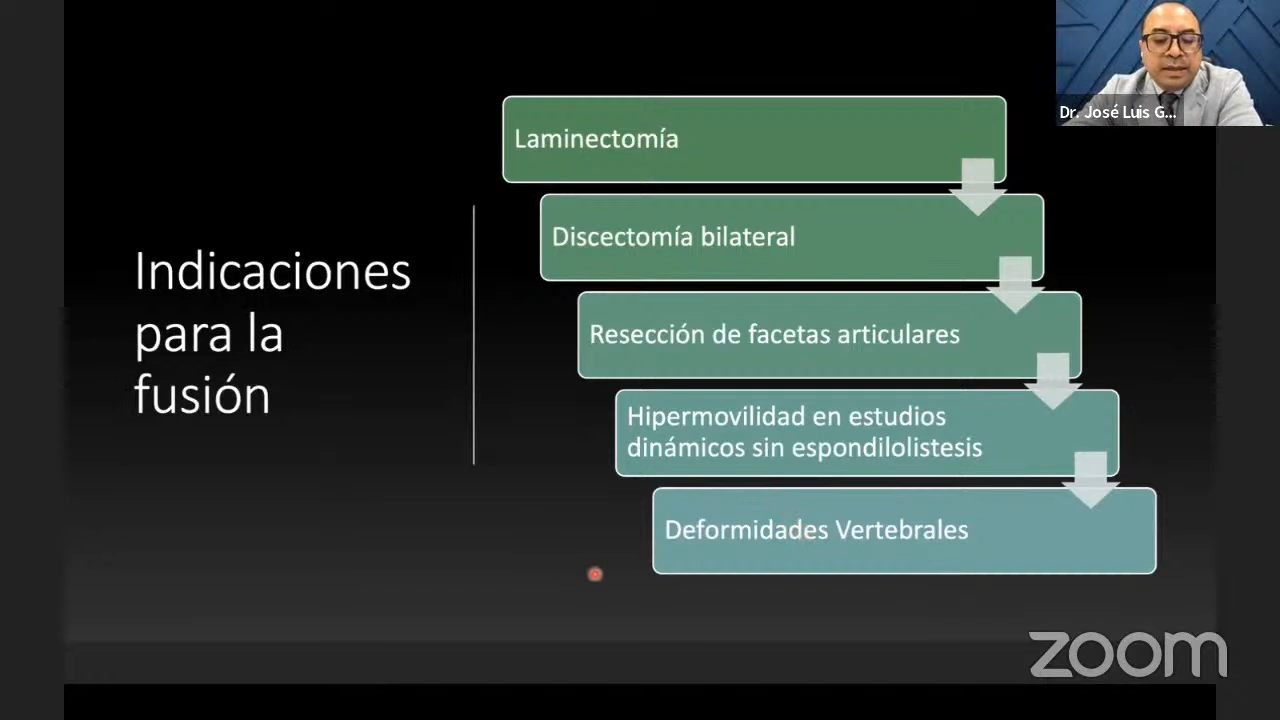 Indicaciones
para la
fusión
Laminectomía
Discectomía bilateral
Resección de facetas articulares
Hipermovilidad en estudios
dinámicos sin espondilolistesis
Deformidades Vertebrales
Dr. José Luis G...
zoom